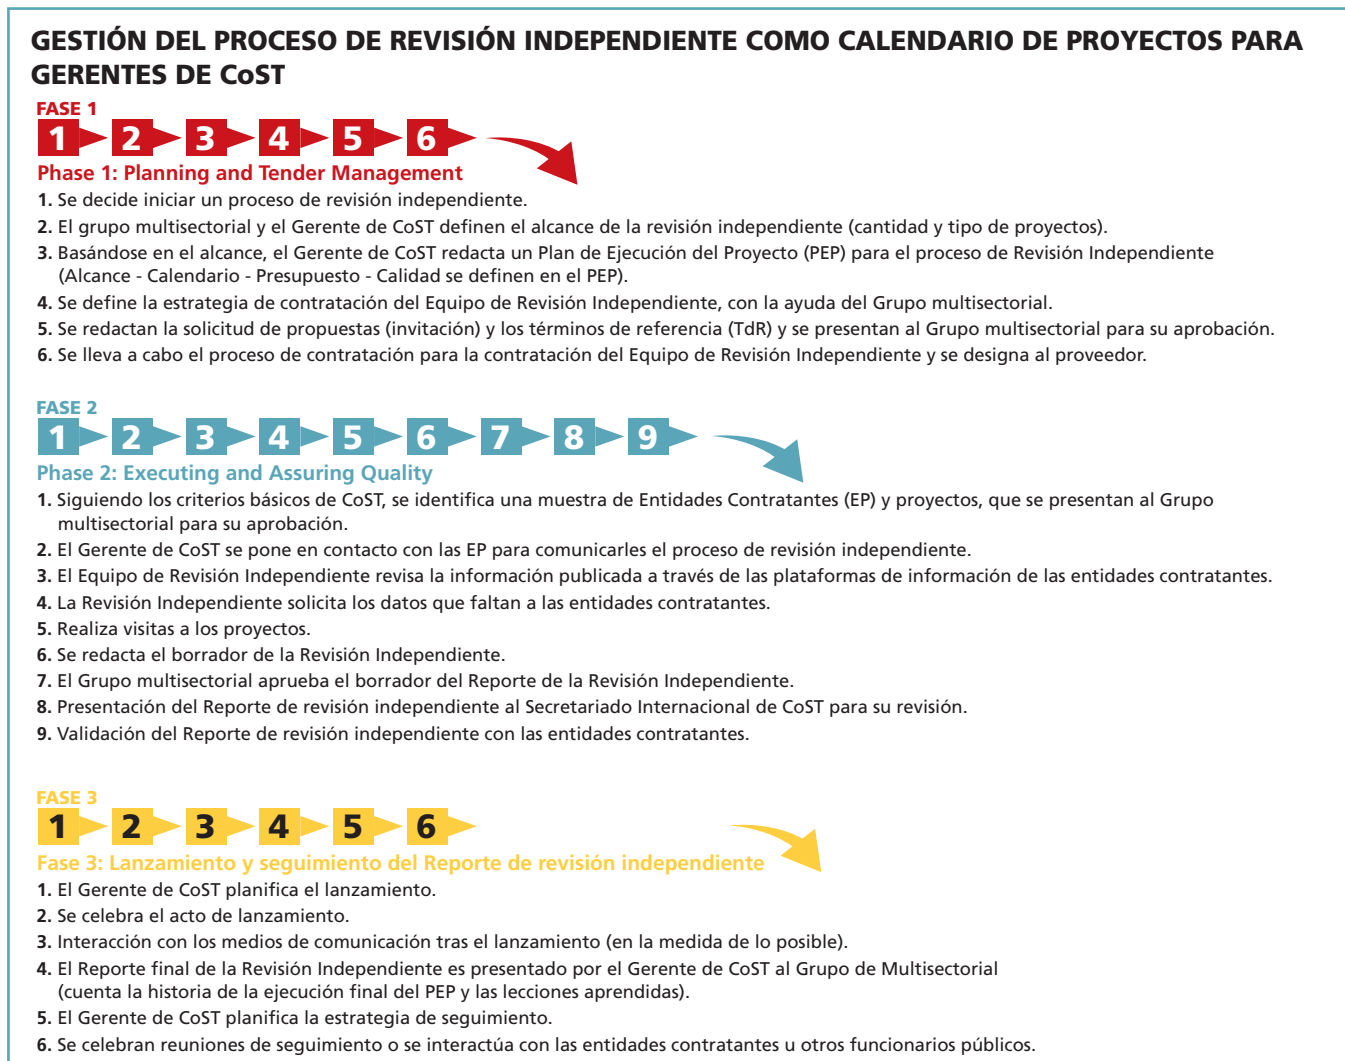 GESTIÓN DEL PROCESO DE REVISIÓN INDEPENDIENTE COMO CALENDARIO DE PROYECTOS PARA
GERENTES DE CoST
FASE 1
1 2 3 4 5 6
Phase 1: Planning and Tender Management
1. Se decide iniciar un proceso de revisión independiente.
2. El grupo multisectorial y el Gerente de CoST definen el alcance de la revisión independiente (cantidad y tipo de proyectos).
3. Basándose en el alcance, el Gerente de CoST redacta un Plan de Ejecución del Proyecto (PEP) para el proceso de Revisión Independiente
(Alcance - Calendario - Presupuesto - Calidad se definen en el PEP).
4. Se define la estrategia de contratación del Equipo de Revisión Independiente, con la ayuda del Grupo multisectorial.
5. Se redactan la solicitud de propuestas (invitación) y los términos de referencia (TdR) y se presentan al Grupo multisectorial para su aprobación.
6. Se lleva a cabo el proceso de contratación para la contratación del Equipo de Revisión Independiente y se designa al proveedor.
FASE 2
1 2 3 4 5 6 7 8 9
Phase 2: Executing and Assuring Quality
1. Siguiendo los criterios básicos de CoST, se identifica una muestra de Entidades Contratantes (EP) y proyectos, que se presentan al Grupo
multisectorial para su aprobación.
2. El Gerente de CoST se pone en contacto con las EP para comunicarles el proceso de revisión independiente.
3. El Equipo de Revisión Independiente revisa la información publicada a través de las plataformas de información de las entidades contratantes.
4. La Revisión Independiente solicita los datos que faltan a las entidades contratantes.
5. Realiza visitas a los proyectos.
6. Se redacta el borrador de la Revisión Independiente.
7. El Grupo multisectorial aprueba el borrador del Reporte de la Revisión Independiente.
8. Presentación del Reporte de revisión independiente al Secretariado Internacional de CoST para su revisión.
9. Validación del Reporte de revisión independiente con las entidades contratantes.
FASE 3
1 2 3 4 5 6
Fase 3: Lanzamiento y seguimiento del Reporte de revisión independiente
1. El Gerente de CoST planifica el lanzamiento.
2. Se celebra el acto de lanzamiento.
3. Interacción con los medios de comunicación tras el lanzamiento (en la medida de lo posible).
4. El Reporte final de la Revisión Independiente es presentado por el Gerente de CoST al Grupo de Multisectorial
(cuenta la historia de la ejecución final del PEP y las lecciones aprendidas).
5. El Gerente de CoST planifica la estrategia de seguimiento.
6. Se celebran reuniones de seguimiento o se interactúa con las entidades contratantes u otros funcionarios públicos.